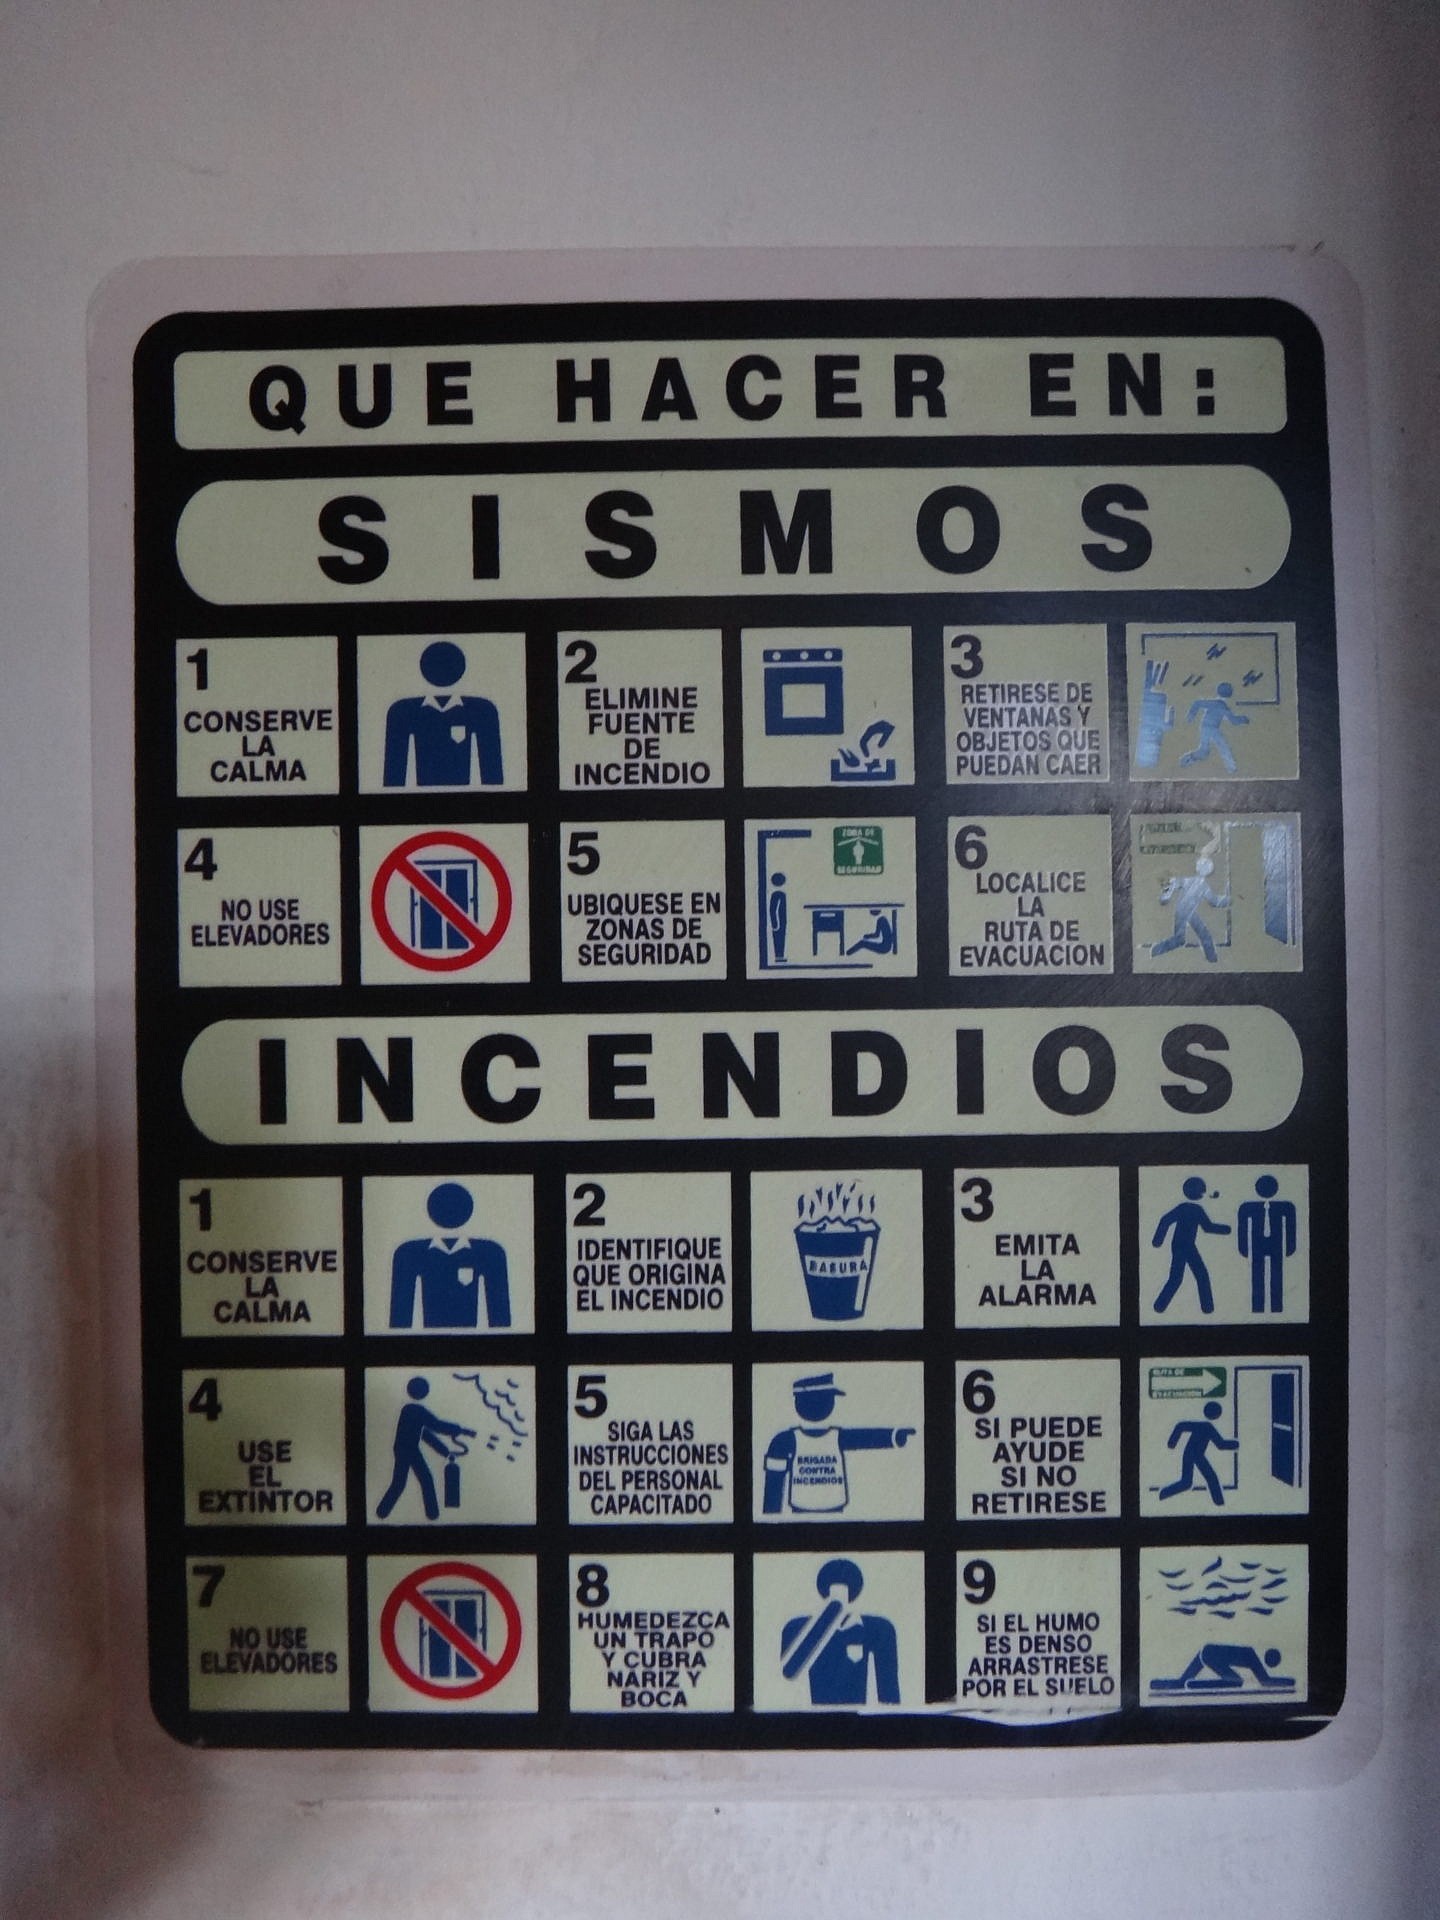 QUE HACER EN:
SISMOS
1
CONSERVE
LA
CALMA
2
ELIMINE
FUENTE
DE
INCENDIO
3
RETIRESE DE
VENTANAS Y
OBJETOS QUE
PUEDAN CAER
4
NO USE
ELEVADORES
5
UBIQUESE EN
ZONAS DE
SEGURIDAD
ZONA DE
SEGURIDAD
6
LOCALICE
LA
RUTA DE
EVACUACION
INCENDIOS
1
CONSERVE
LA
CALMA
2
IDENTIFIQUE
QUE ORIGINA
EL INCENDIO
BASURA
3
EMITA
LA
ALARMA
4
USE
EL
EXTINTOR
5
SIGA LAS
INSTRUCCIONES
DEL PERSONAL
CAPACITADO
BRIGADA
CONTRA
INCENDIOS
6
SI PUEDE
AYUDE
SI NO
RETIRESE
RUTA DE
EVACUACION
7
NO USE
ELEVADORES
8
HUMEDEZCA
UN TRAPO
Y CUBRA
NARIZ Y
BOCA
9
SI EL HUMO
ES DENSO
ARRASTRESE
POR EL SUELO